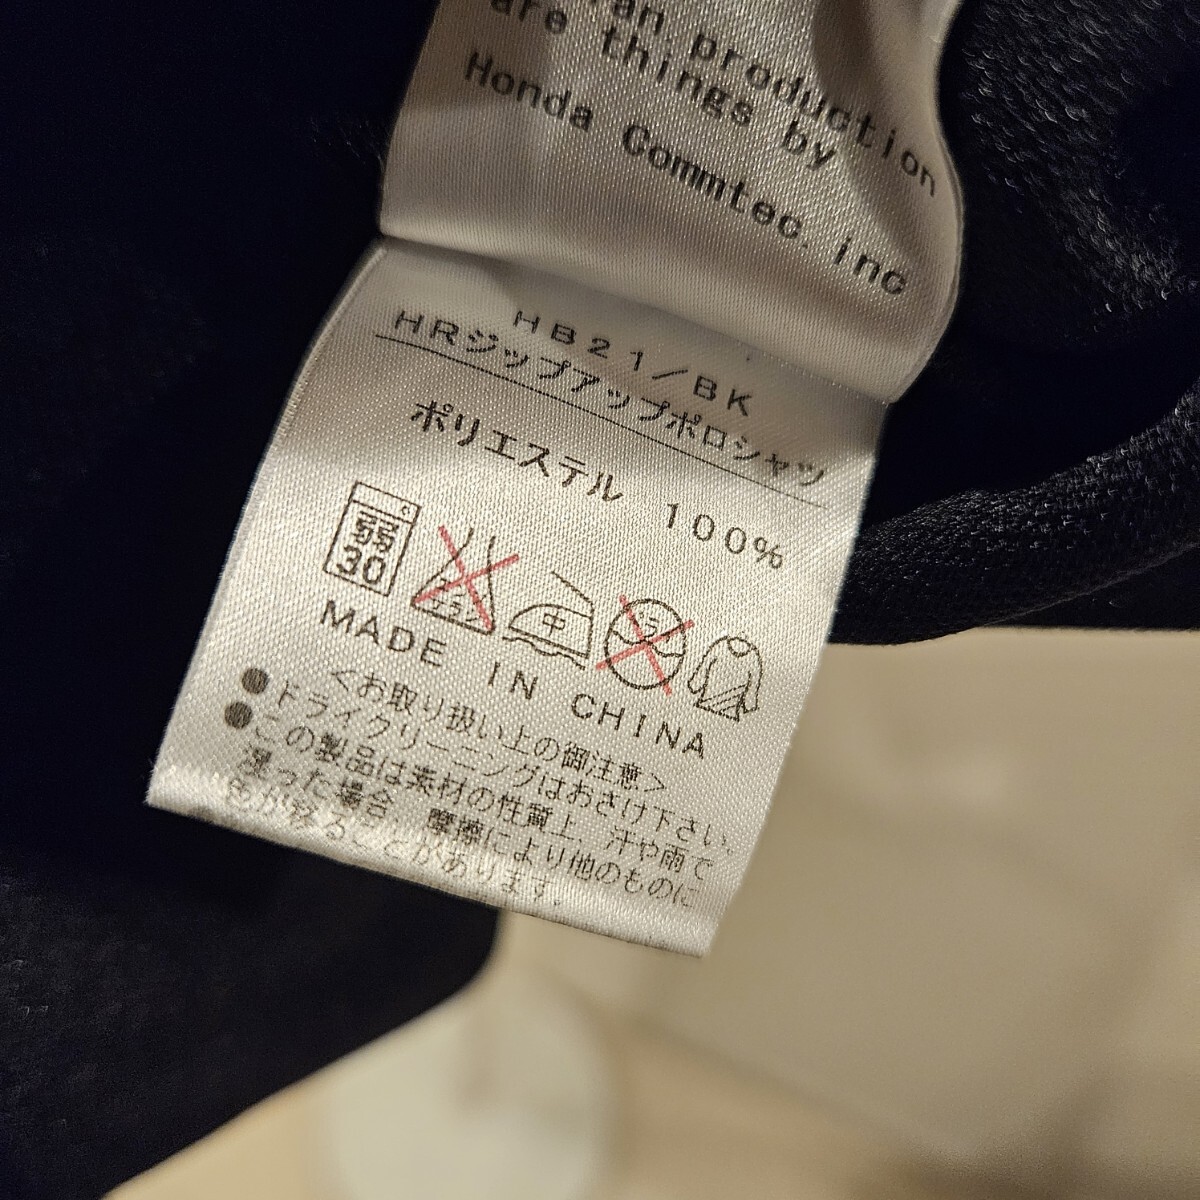 production
are things by
Honda Commtec. inc
HB21／BK
HRジップアップポロシャツ
ポリエステル 100%
弱
30
中
MADE IN CHINA
<お取り扱い上の御注意>
●ドライクリーニングはおさけ下さい。
●この製品は素材の性質上、汗や雨で
湿った場合、摩擦により他のものに
色が移ることがあります。